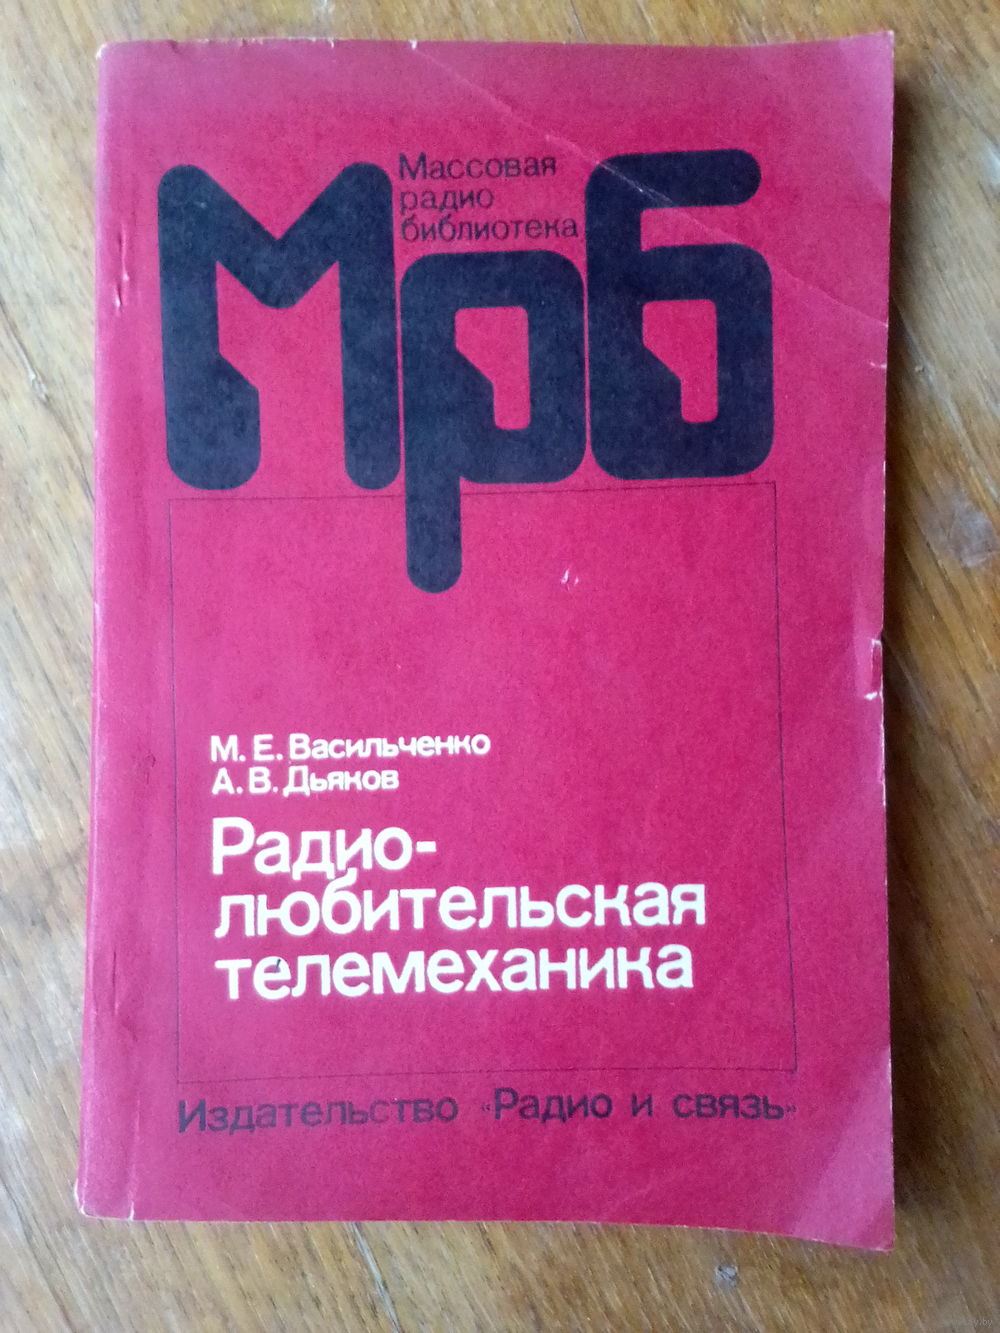 Массовая
радио
библиотека
Мрб
М. Е. Васильченко
А. В. Дьяков
Радио-
любительская
телемеханика
Издательство «Радио и связь»